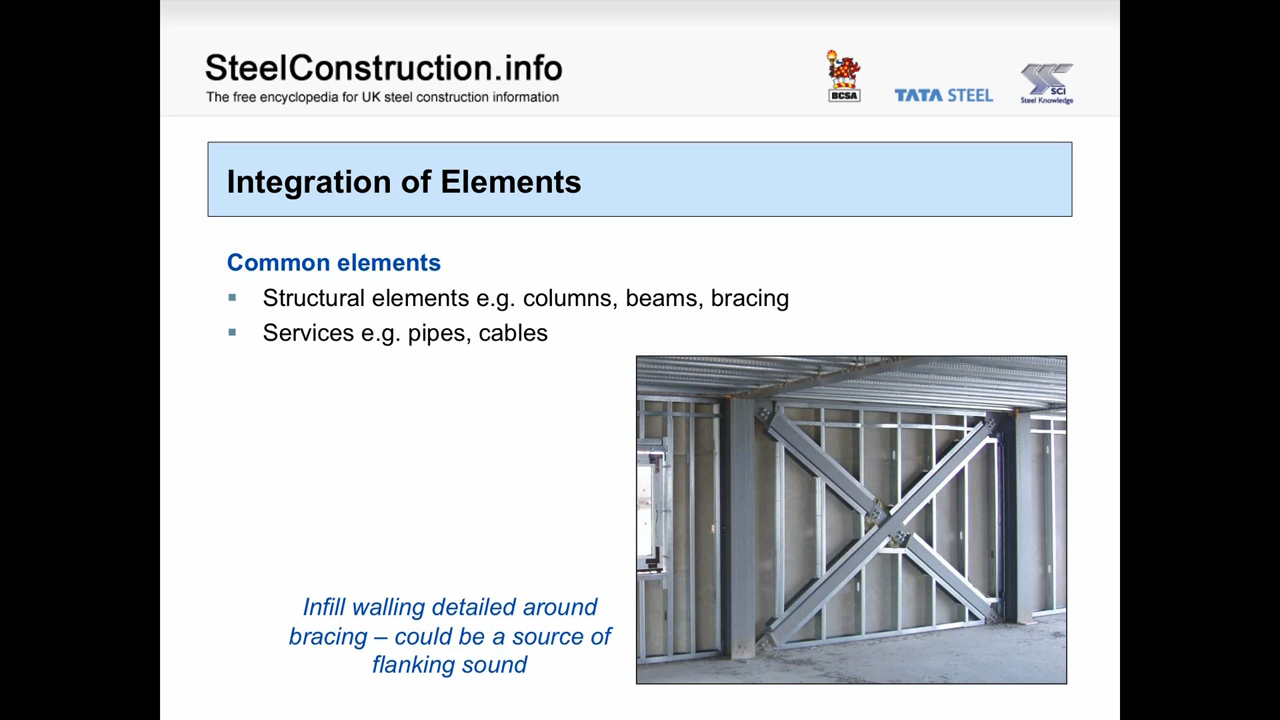 SteelConstruction.info
The free encyclopedia for UK steel construction information
BCSA
TATA STEEL
SCI
Steel Knowledge
Integration of Elements
Common elements
Structural elements e.g. columns, beams, bracing
Services e.g. pipes, cables
Infill walling detailed around
bracing – could be a source of
flanking sound